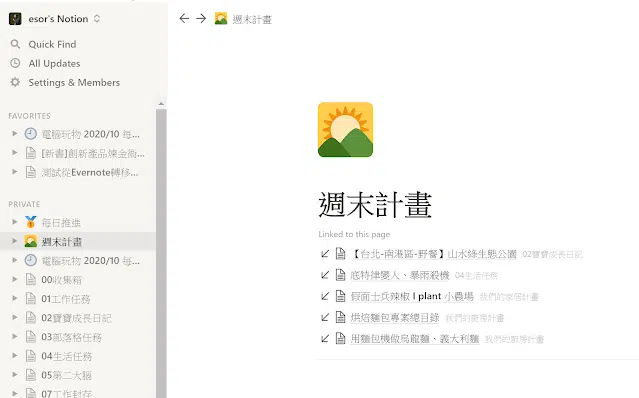 esor's Notion
Quick Find
All Updates
Settings & Members
FAVORITES
電腦玩物 2020/10 每...
[新書]創新產品煉金術...
測試從Evernote轉移...
PRIVATE
每日推進
週末計畫
電腦玩物 2020/10 每...
00收集箱
01工作任務
02寶寶成長日記
03部落格任務
04生活任務
05第二大腦
07工作封存
週末計畫
週末計畫
Linked to this page
【台北-南港區-野餐】山水綠生態公園 02寶寶成長日記
底特律變人、暴雨殺機 04生活任務
假面士兵辣椒 I plant 小農場 我們的家居計畫
烘焙麵包專案總目錄 我們的廚房計畫
用麵包機做烏龍麵、義大利麵 我們的廚房計畫